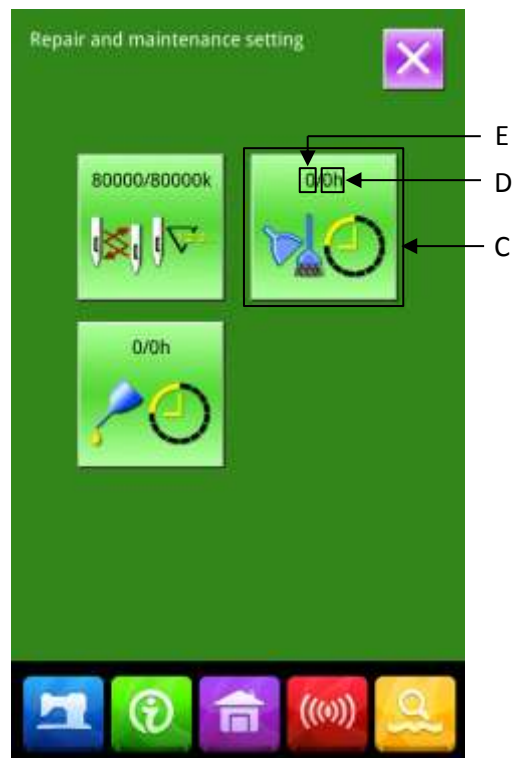 Repair and maintenance setting
E
80000/80000k
0/0h
D
C
0/0h